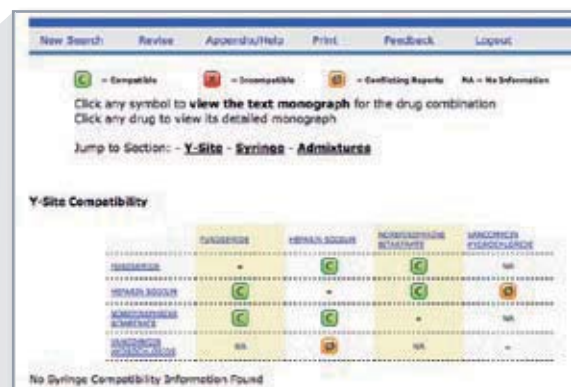 New Search Revise Appendix/Help Print Feedback Logout
C = Compatible = Incompatible Ø = Conflicting Reports NA = No Information
Click any symbol to view the text monograph for the drug combination
Click any drug to view its detailed monograph
Jump to Section: - Y-Site - Syringe - Admixtures
Y-Site Compatibility
FUROSEMIDE HEPARIN SODIUM NOREPINEPHRINE BITARTRATE VANCOMYCIN HYDROCHLORIDE
FUROSEMIDE - C C NA
HEPARIN SODIUM C - C Ø
NOREPINEPHRINE BITARTRATE C C - NA
VANCOMYCIN HYDROCHLORIDE NA Ø NA -
No Syringe Compatibility Information Found